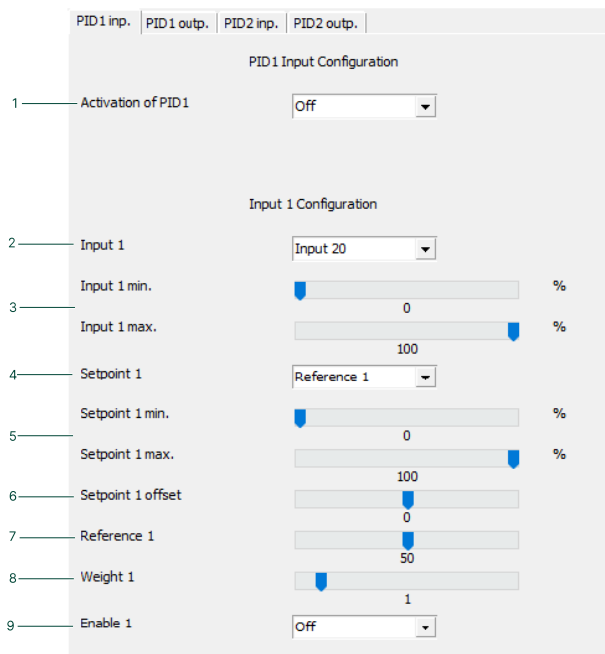 PID1 inp. PID1 outp. PID2 inp. PID2 outp.
PID1 Input Configuration
1 Activation of PID1 Off
Input 1 Configuration
2 Input 1 Input 20
Input 1 min. %
0
3
Input 1 max. %
100
4 Setpoint 1 Reference 1
Setpoint 1 min. %
0
5
Setpoint 1 max. %
100
6 Setpoint 1 offset
0
7 Reference 1
50
8 Weight 1
1
9 Enable 1 Off